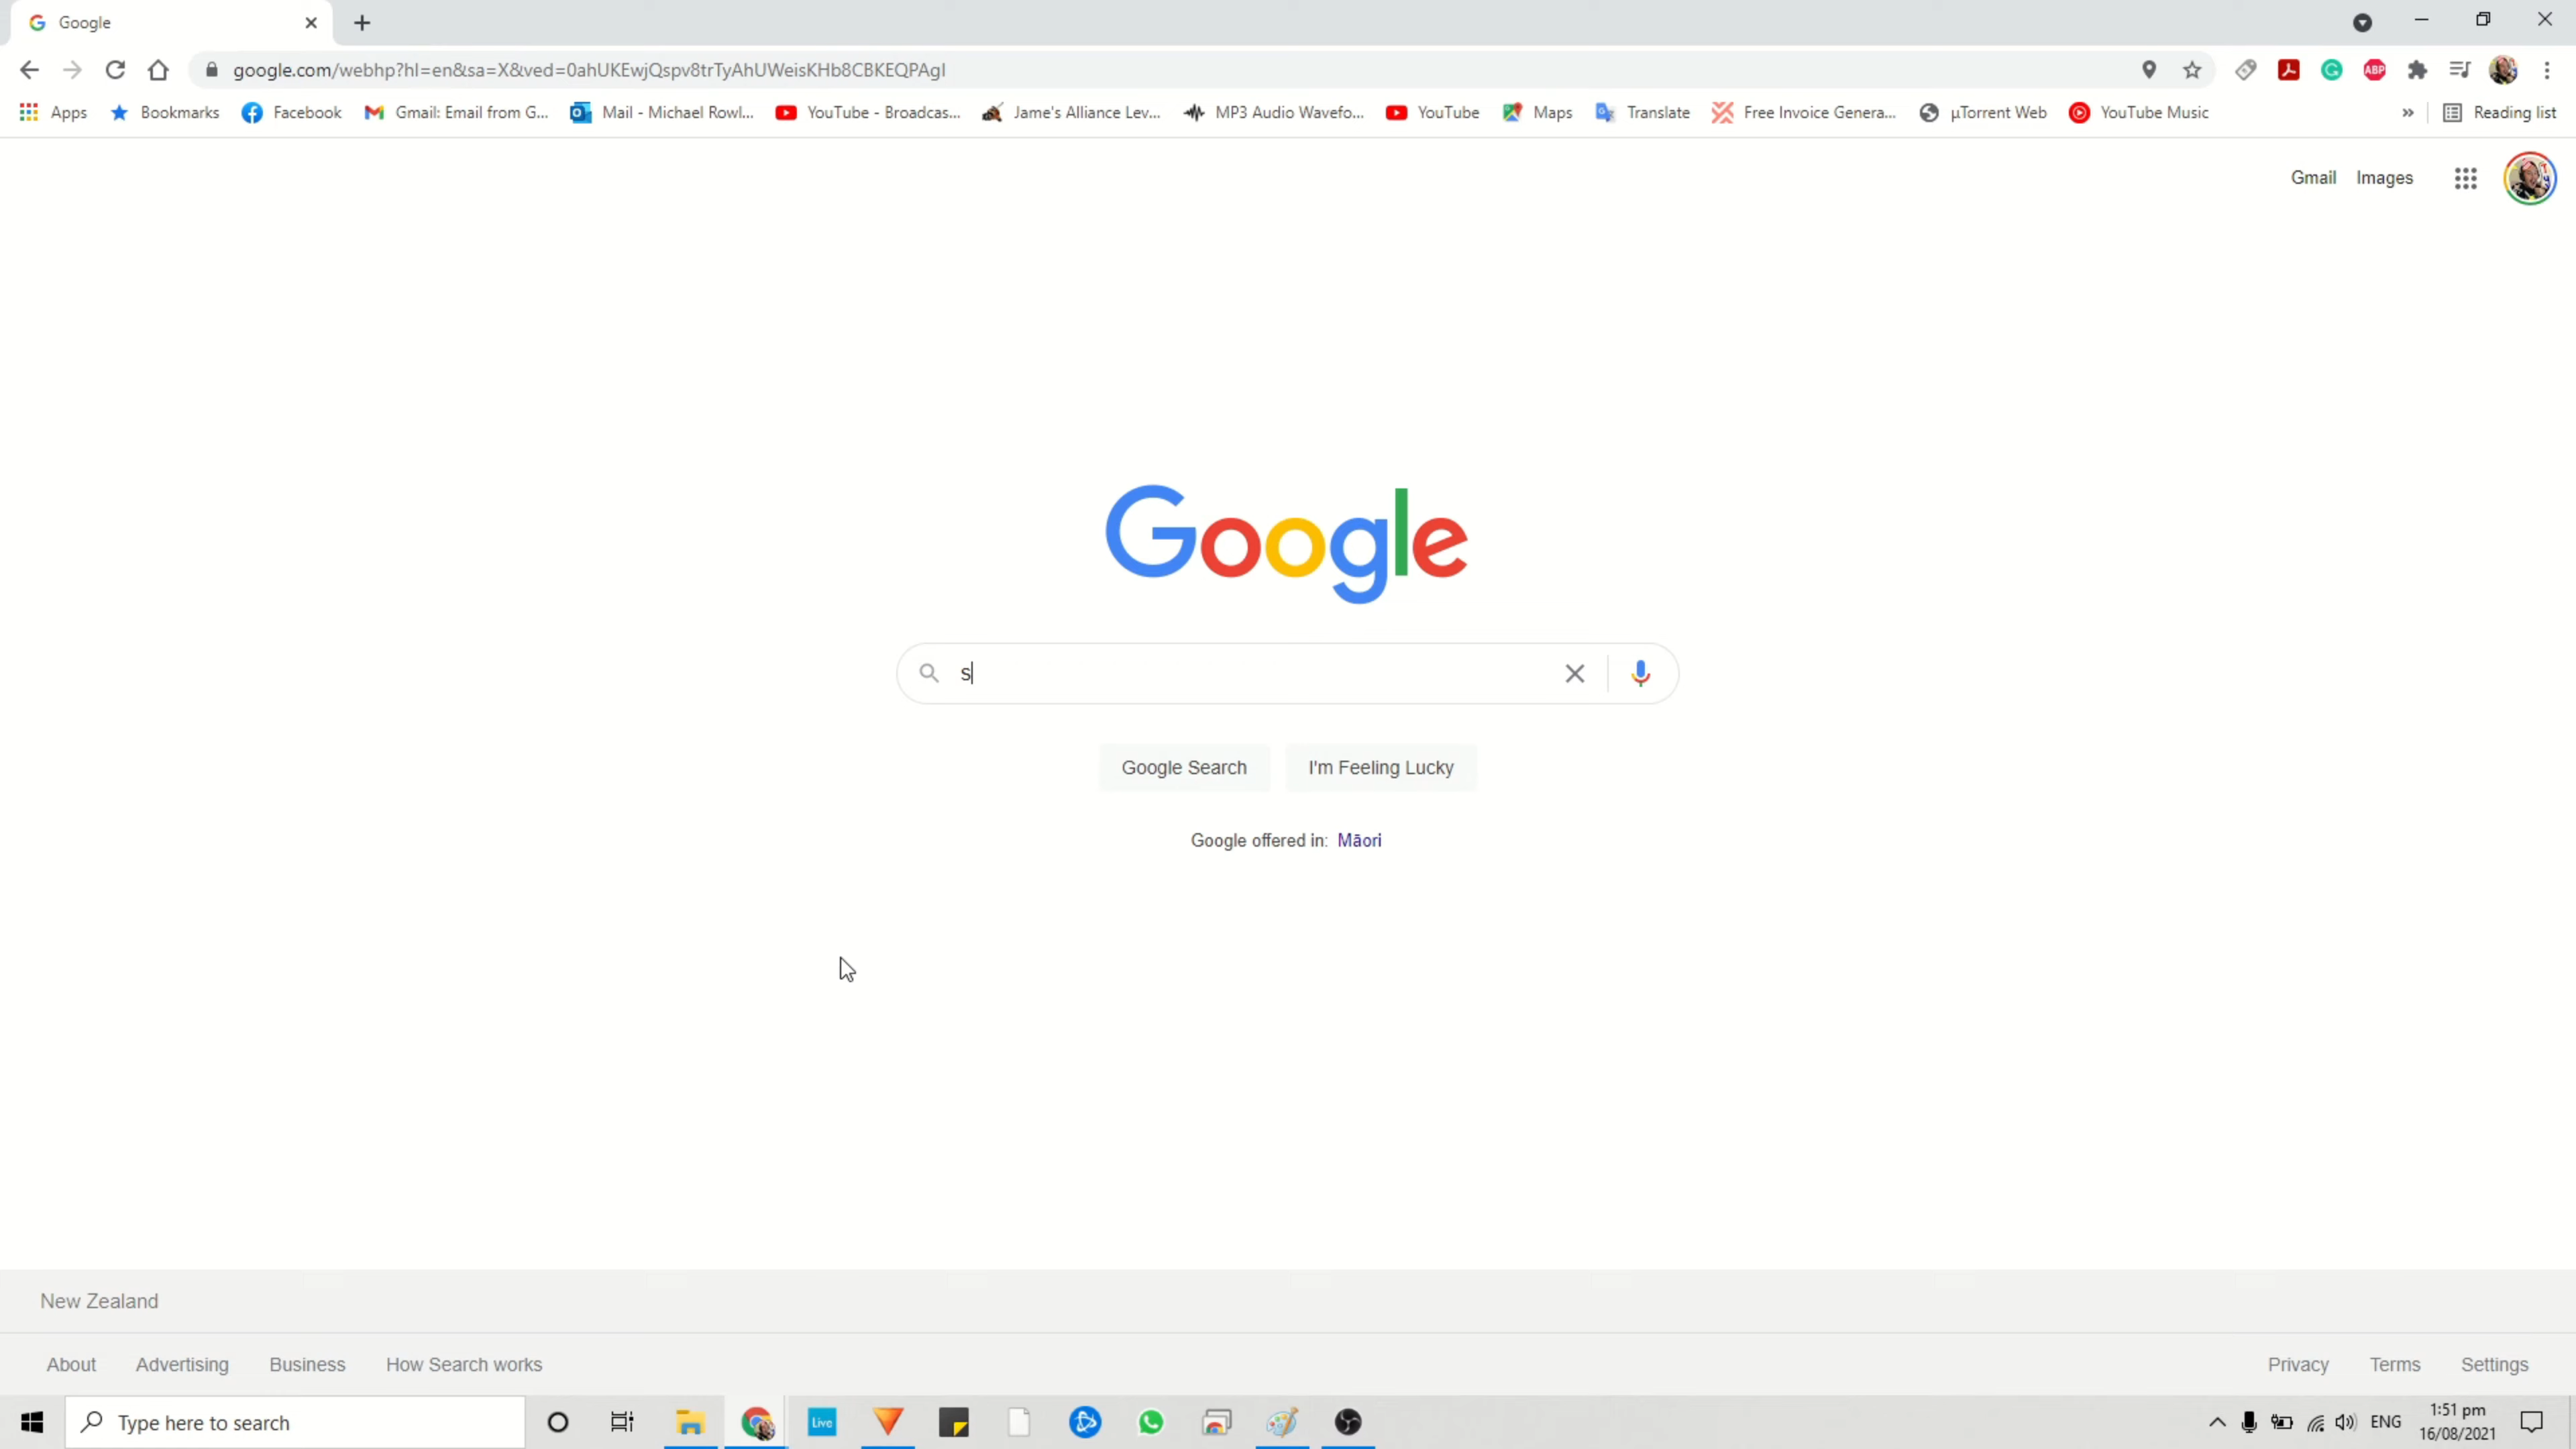 Google
google.com/webhp?hl=en&sa=X&ved=0ahUKEwjQspv8trTyAhUWeisKHb8CBKEQPAgI
ABP
Apps Bookmarks Facebook Gmail: Email from G... Mail - Michael Rowl... YouTube - Broadcas... Jame's Alliance Lev... MP3 Audio Wavefo... YouTube Maps Translate Free Invoice Genera... µTorrent Web YouTube Music » Reading list
Gmail Images
Google
s
Google Search I'm Feeling Lucky
Google offered in: Māori
New Zealand
About Advertising Business How Search works Privacy Terms Settings
Type here to search Live ENG 1:51 pm
16/08/2021